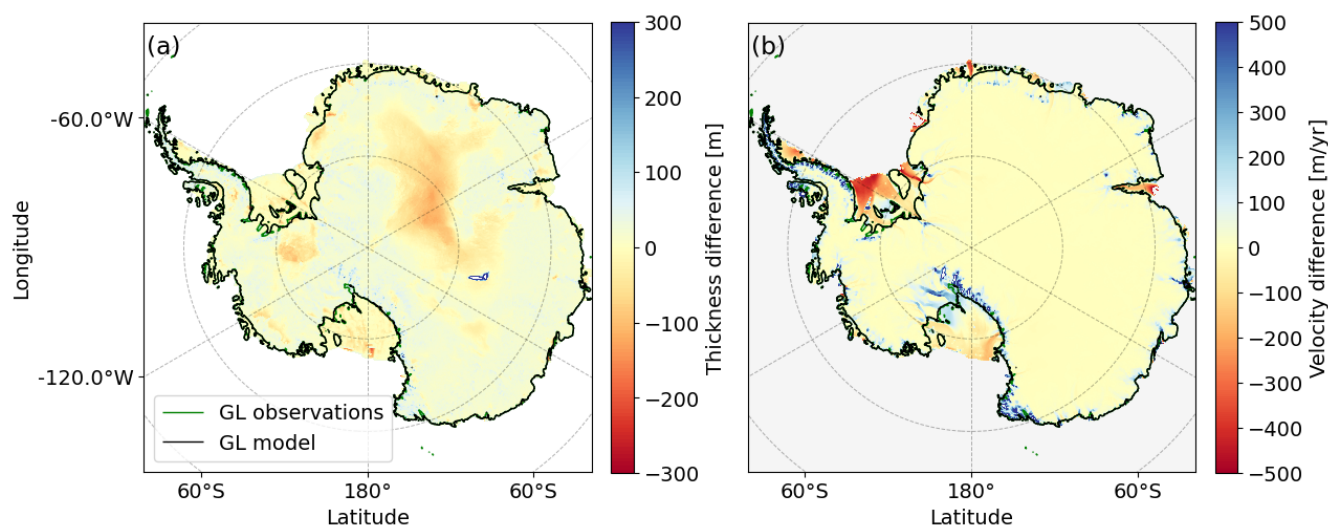 (a)
(b)
-60.0°W
-120.0°W
Longitude
GL observations
GL model
60°S
180°
60°S
Latitude
300
200
100
0
−100
−200
−300
Thickness difference [m]
60°S
180°
60°S
Latitude
500
400
300
200
100
0
−100
−200
−300
−400
−500
Velocity difference [m/yr]